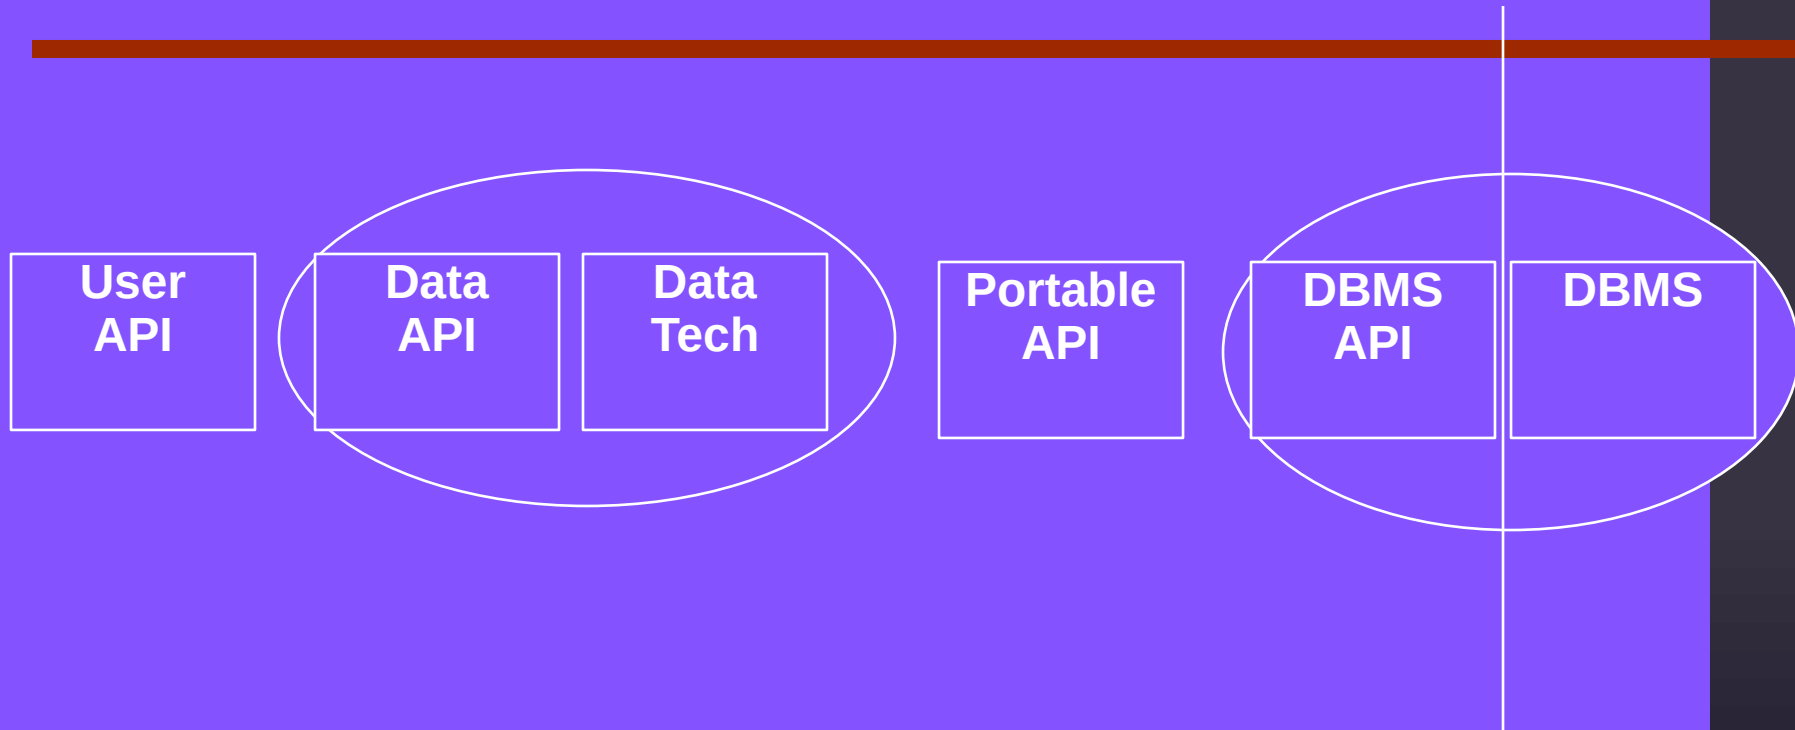 User
API
Data
API
Data
Tech
Portable
API
DBMS
API
DBMS